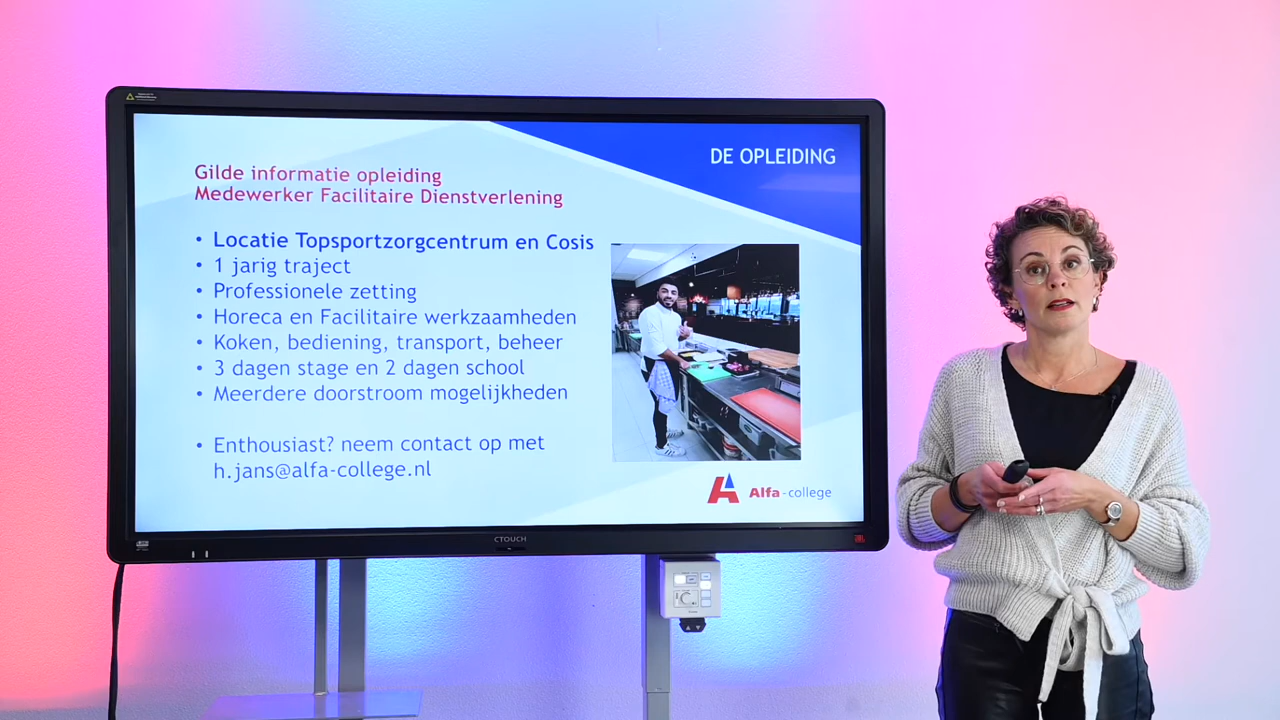 DE OPLEIDING
Gilde informatie opleiding
Medewerker Facilitaire Dienstverlening
• Locatie Topsportzorgcentrum en Cosis
• 1 jarig traject
• Professionele zetting
• Horeca en Facilitaire werkzaamheden
• Koken, bediening, transport, beheer
• 3 dagen stage en 2 dagen school
• Meerdere doorstroom mogelijkheden
• Enthousiast? neem contact op met
h.jans@alfa-college.nl
Alfa-college
CTOUCH